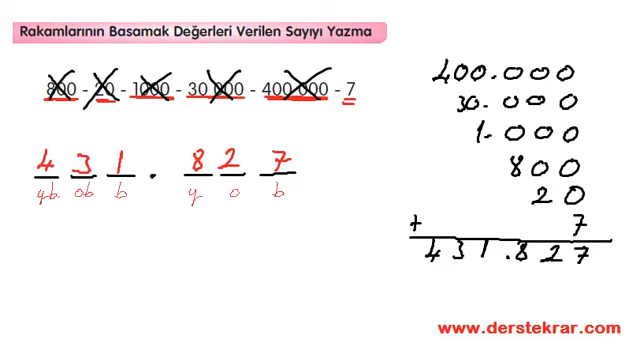 Rakamlarının Basamak Değerleri Verilen Sayıyı Yazma
800 - 20 - 1000 - 30 000 - 400 000 - 7
4 3 1 . 8 2 7
yb ob b y o b
400.000
30.000
1.000
800
20
+ 7
431.827
www.derstekrar.com